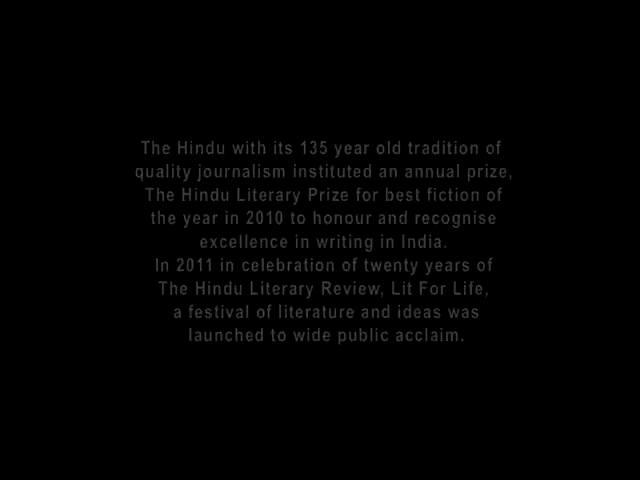 The Hindu with its 135 year old tradition of
quality journalism instituted an annual prize,
The Hindu Literary Prize for best fiction of
the year in 2010 to honour and recognise
excellence in writing in India.
In 2011 in celebration of twenty years of
The Hindu Literary Review, Lit For Life,
a festival of literature and ideas was
launched to wide public acclaim.